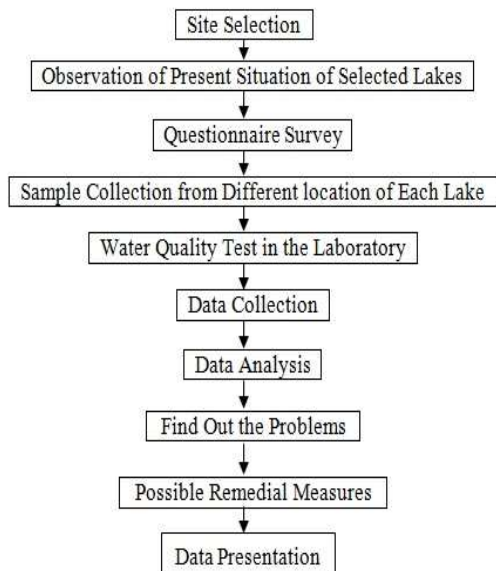 Site Selection
Observation of Present Situation of Selected Lakes
Questionnaire Survey
Sample Collection from Different location of Each Lake
Water Quality Test in the Laboratory
Data Collection
Data Analysis
Find Out the Problems
Possible Remedial Measures
Data Presentation